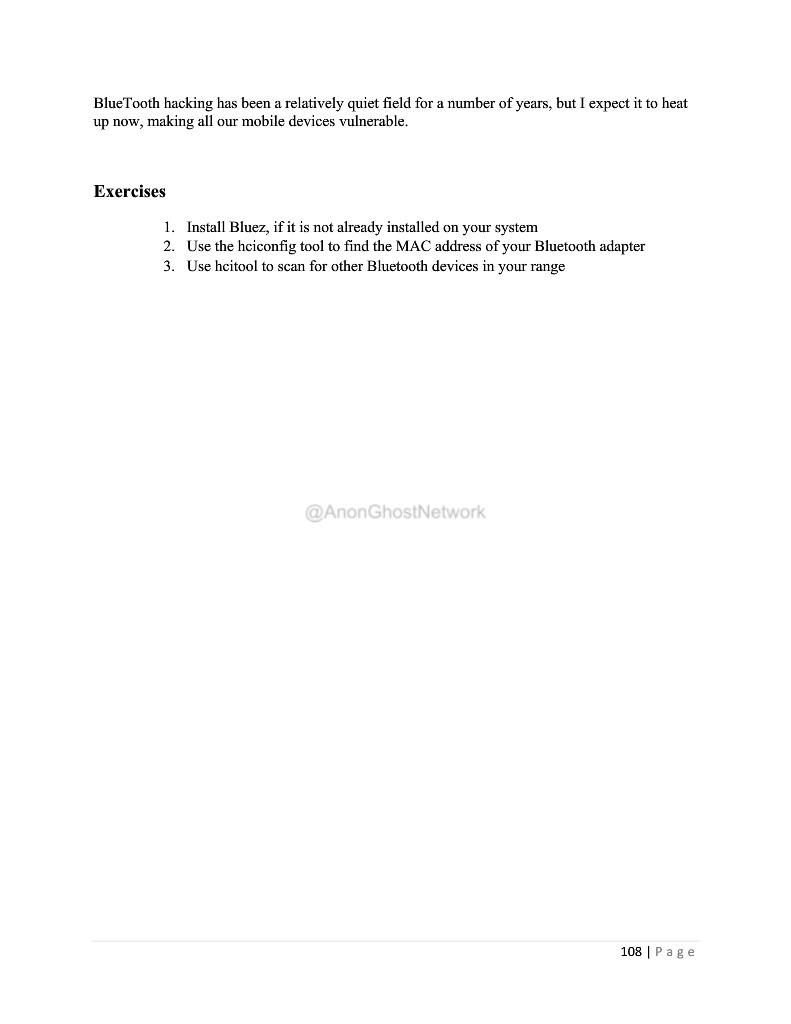 BlueTooth hacking has been a relatively quiet field for a number of years, but I expect it to heat
up now, making all our mobile devices vulnerable.
Exercises
1. Install Bluez, if it is not already installed on your system
2. Use the hciconfig tool to find the MAC address of your Bluetooth adapter
3. Use hcitool to scan for other Bluetooth devices in your range
@AnonGhostNetwork
108 | Page